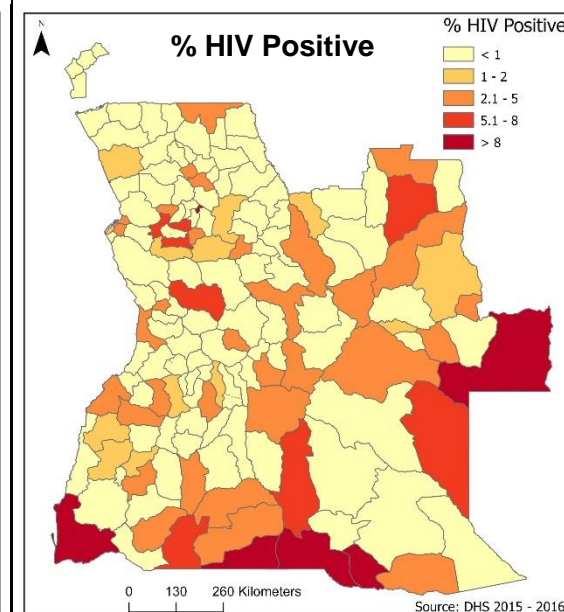 N
% HIV Positive
% HIV Positive
< 1
1 - 2
2.1 - 5
5.1 - 8
> 8
0 130 260 Kilometers
Source: DHS 2015 - 2016